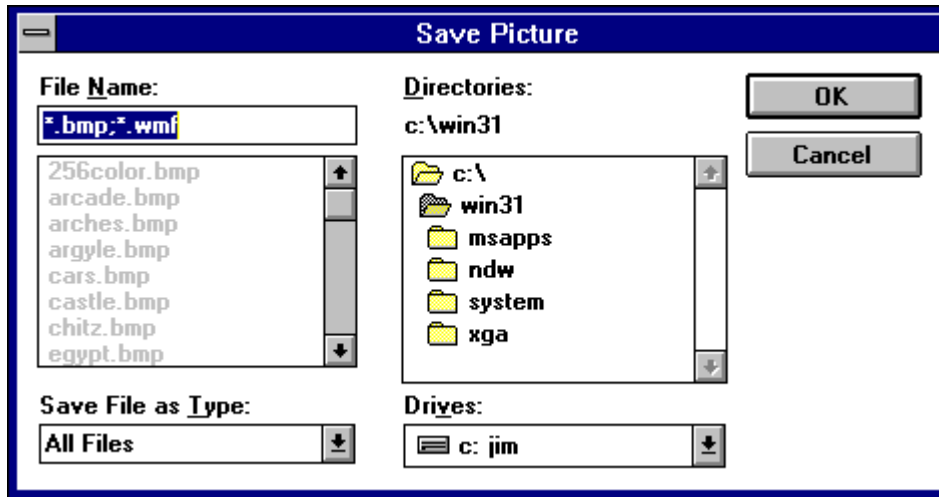 Save Picture
File Name:
*.bmp;*.wmf
256color.bmp
arcade.bmp
arches.bmp
argyle.bmp
cars.bmp
castle.bmp
chitz.bmp
egypt.bmp
Save File as Type:
All Files
Directories:
c:\win31
c:\
win31
msapps
ndw
system
xga
Drives:
c: jim
OK
Cancel